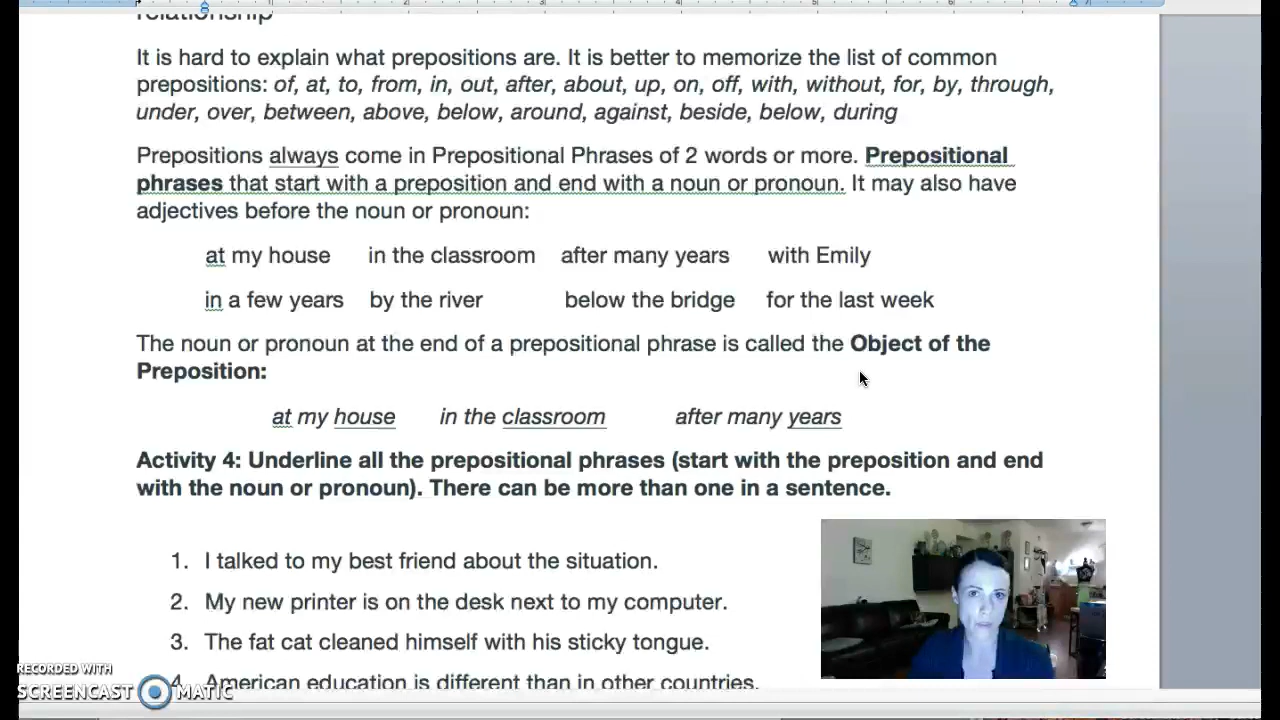 relationship
It is hard to explain what prepositions are. It is better to memorize the list of common
prepositions: of, at, to, from, in, out, after, about, up, on, off, with, without, for, by, through,
under, over, between, above, below, around, against, beside, below, during
Prepositions always come in Prepositional Phrases of 2 words or more. Prepositional
phrases that start with a preposition and end with a noun or pronoun. It may also have
adjectives before the noun or pronoun:
at my house in the classroom after many years with Emily
in a few years by the river below the bridge for the last week
The noun or pronoun at the end of a prepositional phrase is called the Object of the
Preposition:
at my house in the classroom after many years
Activity 4: Underline all the prepositional phrases (start with the preposition and end
with the noun or pronoun). There can be more than one in a sentence.
1. I talked to my best friend about the situation.
2. My new printer is on the desk next to my computer.
3. The fat cat cleaned himself with his sticky tongue.
4. American education is different than in other countries.
RECORDED WITH
SCREENCAST MATIC